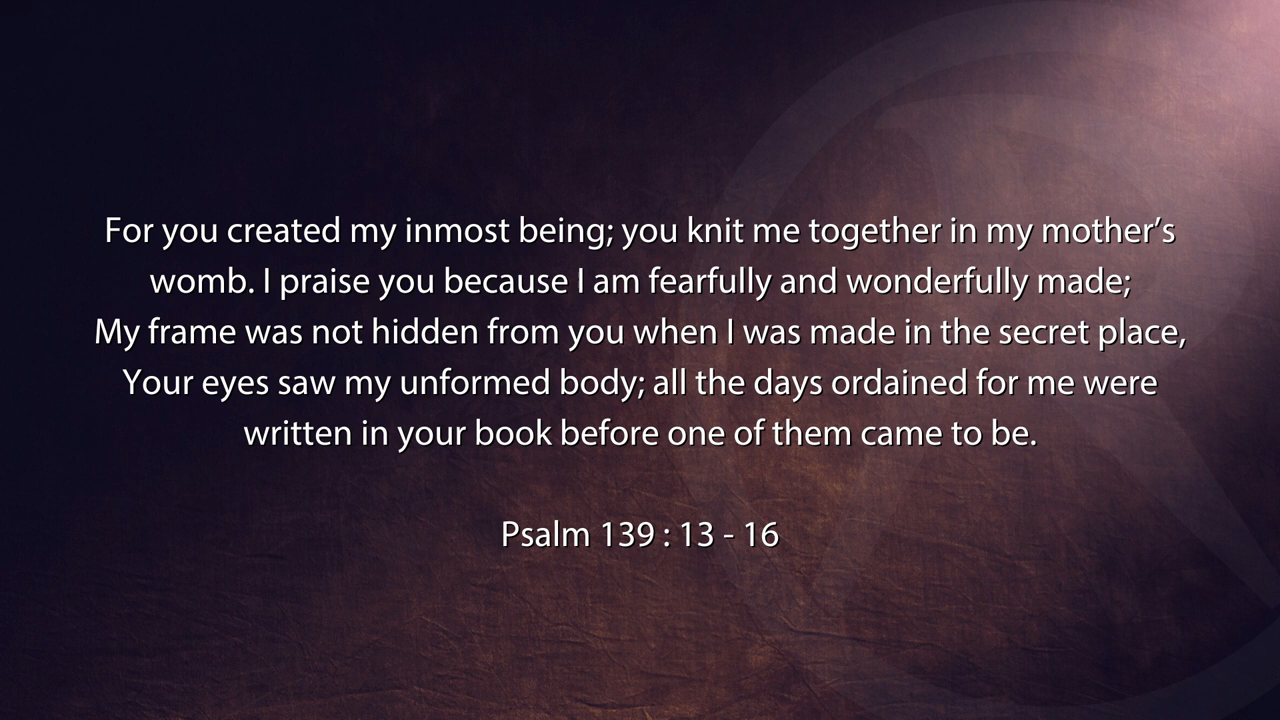 For you created my inmost being; you knit me together in my mother’s
womb. I praise you because I am fearfully and wonderfully made;
My frame was not hidden from you when I was made in the secret place,
Your eyes saw my unformed body; all the days ordained for me were
written in your book before one of them came to be.
Psalm 139 : 13 - 16